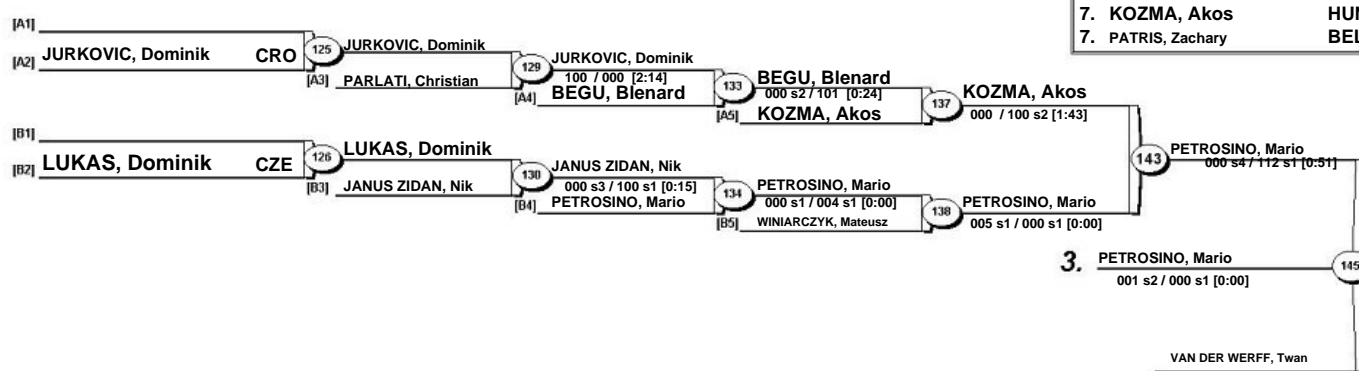 7. KOZMA, Akos HUN
7. PATRIS, Zachary BEL
[A1]
[A2] JURKOVIC, Dominik CRO
125
JURKOVIC, Dominik
[A3] PARLATI, Christian
129
JURKOVIC, Dominik
100 / 000 [2:14]
[A4] BEGU, Blenard
133
BEGU, Blenard
000 s2 / 101 [0:24]
[A5] KOZMA, Akos
137
KOZMA, Akos
000 / 100 s2 [1:43]
[B1]
[B2] LUKAS, Dominik CZE
126
LUKAS, Dominik
[B3] JANUS ZIDAN, Nik
130
JANUS ZIDAN, Nik
000 s3 / 100 s1 [0:15]
[B4] PETROSINO, Mario
134
PETROSINO, Mario
000 s1 / 004 s1 [0:00]
[B5] WINIARCZYK, Mateusz
138
PETROSINO, Mario
005 s1 / 000 s1 [0:00]
143
PETROSINO, Mario
000 s4 / 112 s1 [0:51]
3. PETROSINO, Mario
001 s2 / 000 s1 [0:00]
145
VAN DER WERFF, Twan